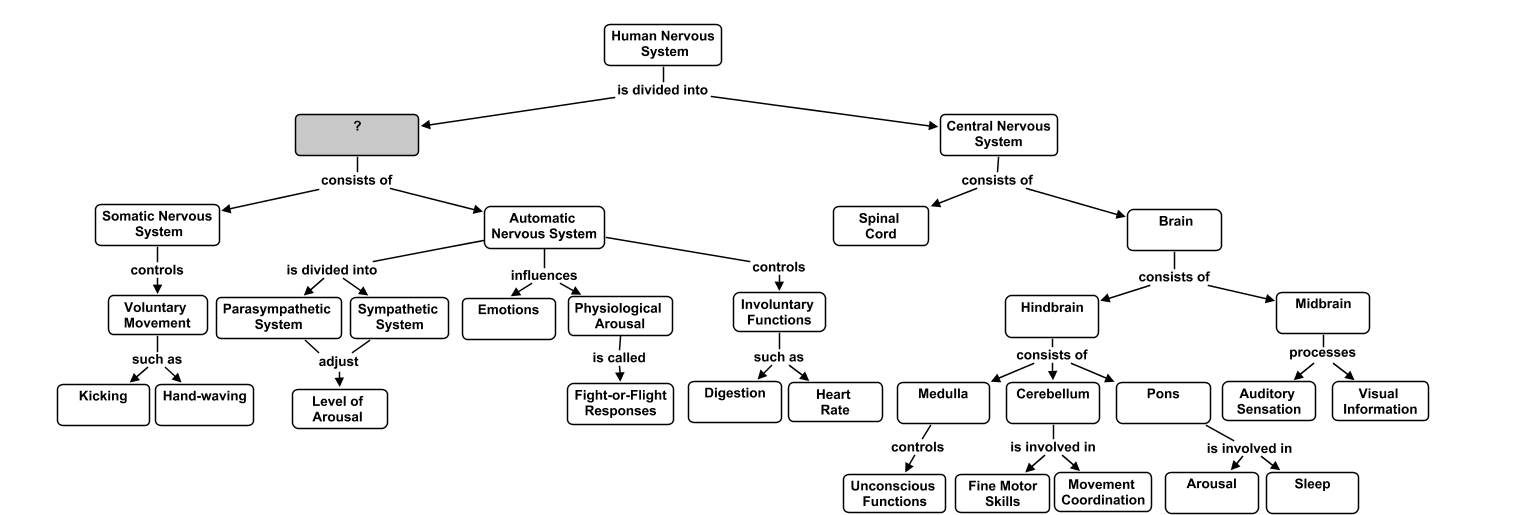 Human Nervous
System
is divided into
?
Central Nervous
System
consists of
consists of
Somatic Nervous
System
Automatic
Nervous System
Spinal
Cord
Brain
controls
is divided into
influences
controls
consists of
Voluntary
Movement
Parasympathetic
System
Sympathetic
System
Emotions
Physiological
Arousal
Involuntary
Functions
Hindbrain
Midbrain
such as
adjust
is called
such as
consists of
processes
Kicking
Hand-waving
Level of
Arousal
Fight-or-Flight
Responses
Digestion
Heart
Rate
Medulla
Cerebellum
Pons
Auditory
Sensation
Visual
Information
controls
is involved in
is involved in
Unconscious
Functions
Fine Motor
Skills
Movement
Coordination
Arousal
Sleep